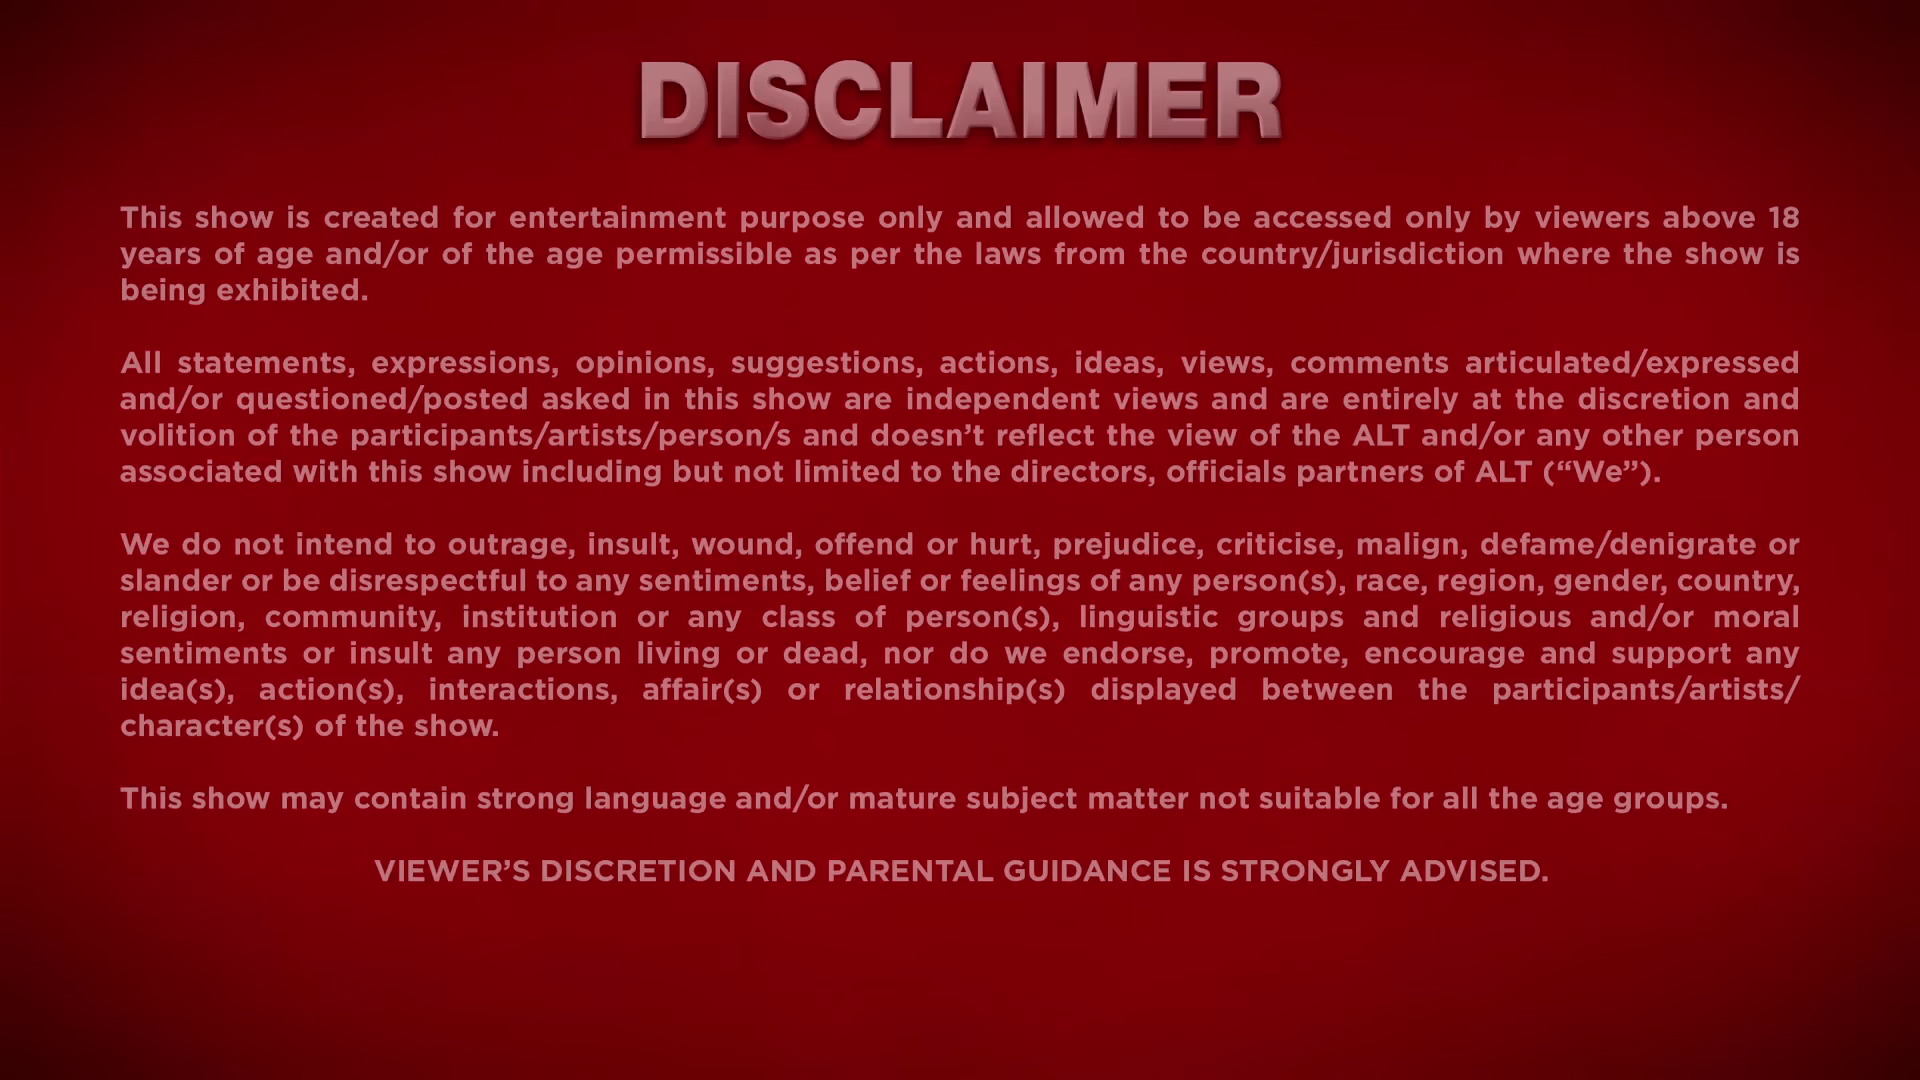 DISCLAIMER
This show is created for entertainment purpose only and allowed to be accessed only by viewers above 18
years of age and/or of the age permissible as per the laws from the country/jurisdiction where the show is
being exhibited.
All statements, expressions, opinions, suggestions, actions, ideas, views, comments articulated/expressed
and/or questioned/posted asked in this show are independent views and are entirely at the discretion and
volition of the participants/artists/person/s and doesn’t reflect the view of the ALT and/or any other person
associated with this show including but not limited to the directors, officials partners of ALT (“We”).
We do not intend to outrage, insult, wound, offend or hurt, prejudice, criticise, malign, defame/denigrate or
slander or be disrespectful to any sentiments, belief or feelings of any person(s), race, region, gender, country,
religion, community, institution or any class of person(s), linguistic groups and religious and/or moral
sentiments or insult any person living or dead, nor do we endorse, promote, encourage and support any
idea(s), action(s), interactions, affair(s) or relationship(s) displayed between the participants/artists/
character(s) of the show.
This show may contain strong language and/or mature subject matter not suitable for all the age groups.
VIEWER’S DISCRETION AND PARENTAL GUIDANCE IS STRONGLY ADVISED.